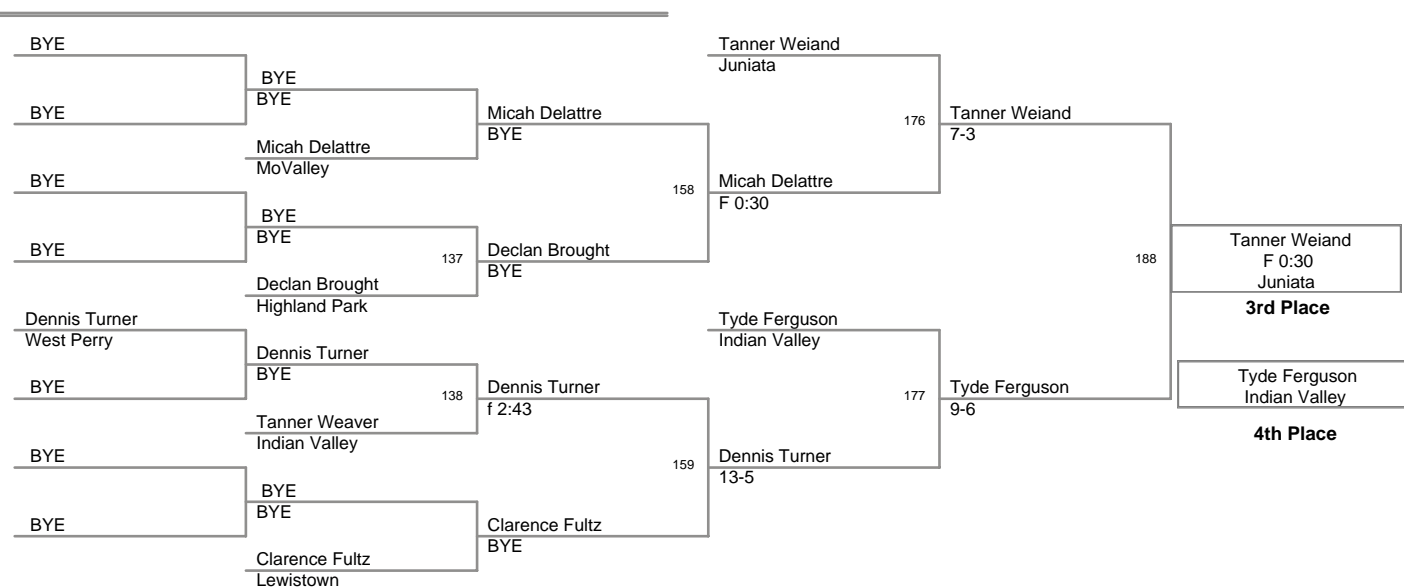 BYE
BYE
BYE
BYE
Dennis Turner
West Perry
BYE
BYE
BYE
BYE
BYE
Micah Delattre
MoValley
BYE
BYE
137
Declan Brought
Highland Park
Dennis Turner
BYE
138
Tanner Weaver
Indian Valley
BYE
BYE
Clarence Fultz
Lewistown
Micah Delattre
BYE
158
Declan Brought
BYE
Dennis Turner
f 2:43
159
Clarence Fultz
BYE
Tanner Weiand
Juniata
176
Micah Delattre
F 0:30
Tyde Ferguson
Indian Valley
177
Dennis Turner
13-5
Tanner Weiand
7-3
188
Tyde Ferguson
9-6
Tanner Weiand
F 0:30
Juniata
3rd Place
Tyde Ferguson
Indian Valley
4th Place